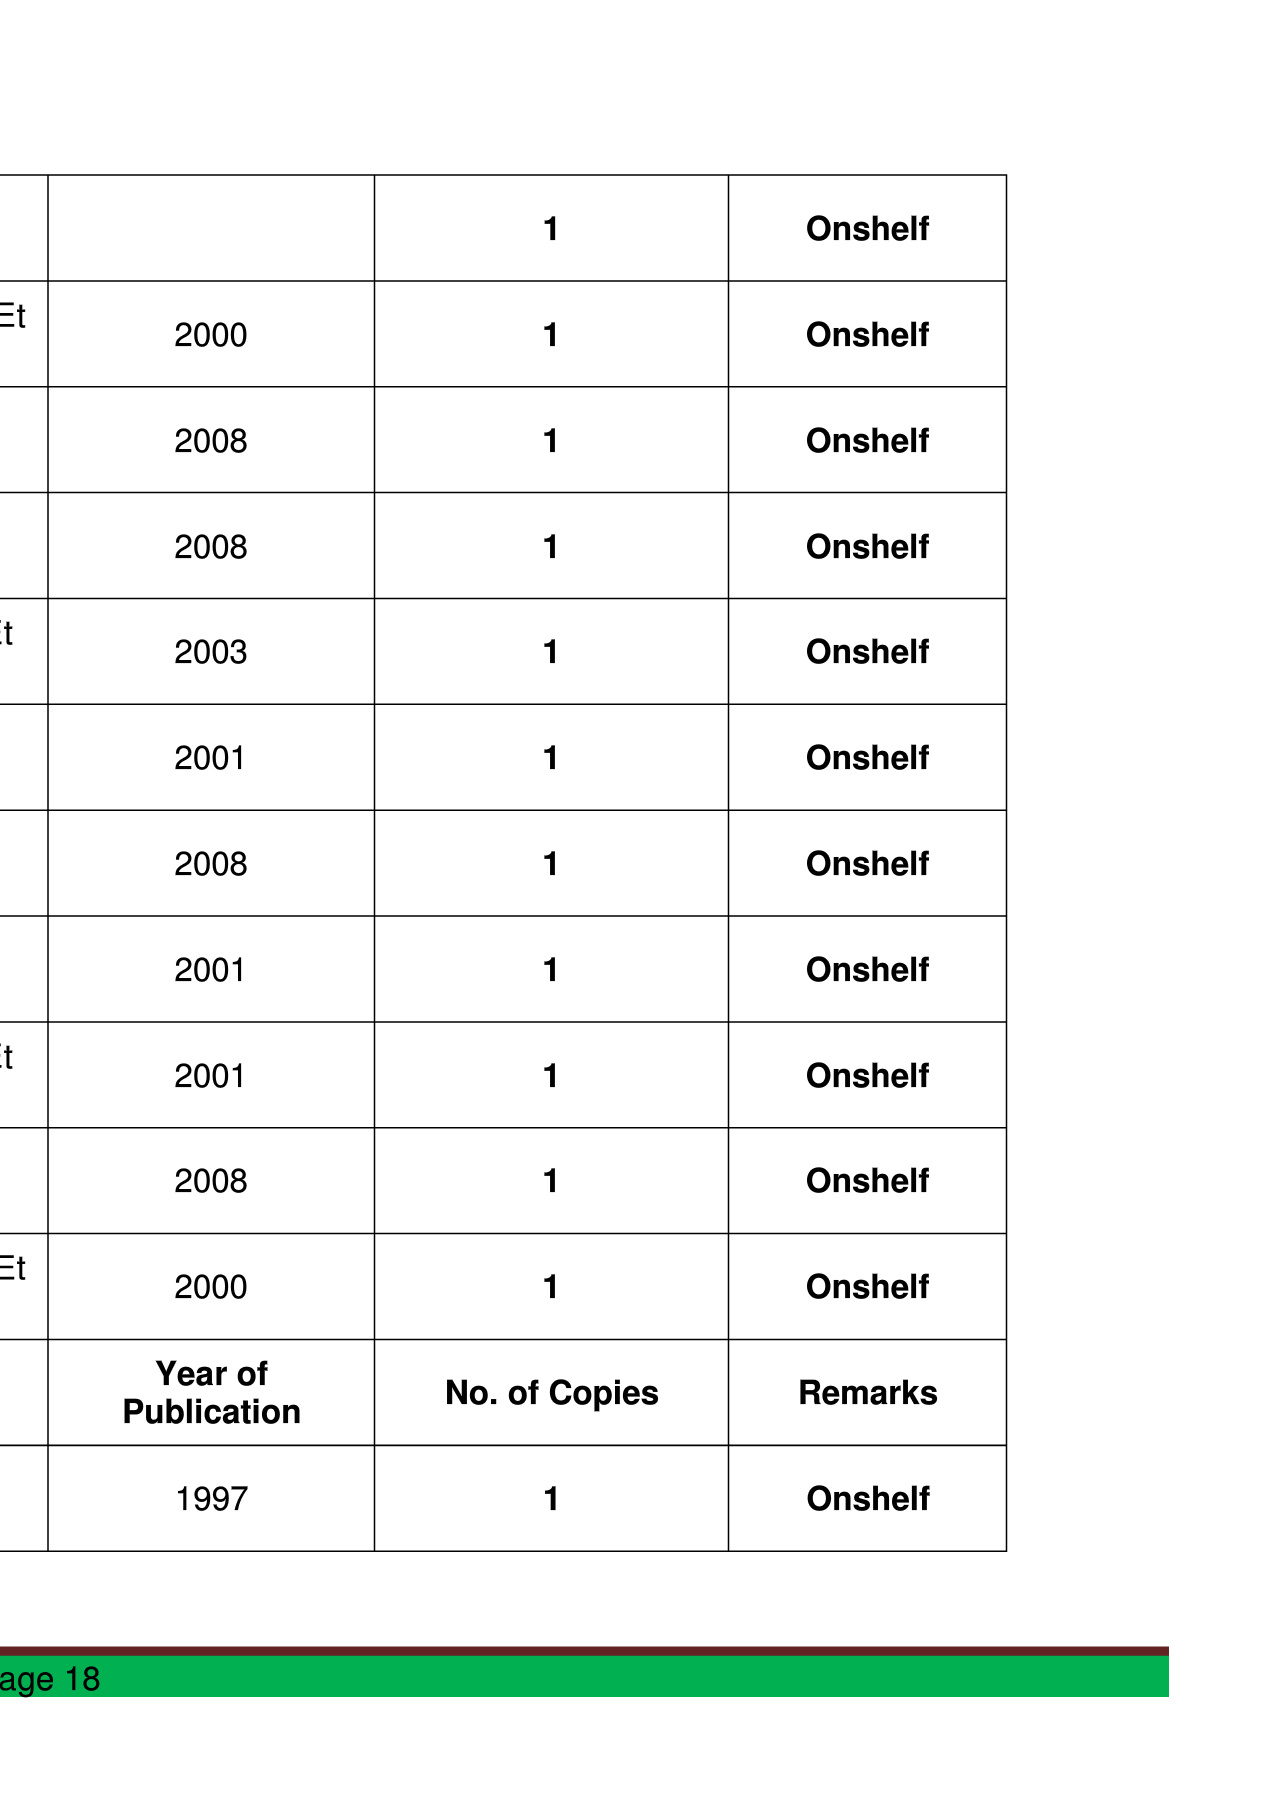 1 Onshelf
Et
2000 1 Onshelf
2008 1 Onshelf
2008 1 Onshelf
Et
2003 1 Onshelf
2001 1 Onshelf
2008 1 Onshelf
2001 1 Onshelf
Et
2001 1 Onshelf
2008 1 Onshelf
Et
2000 1 Onshelf
Year of
Publication
No. of Copies
Remarks
1997 1 Onshelf
age 18